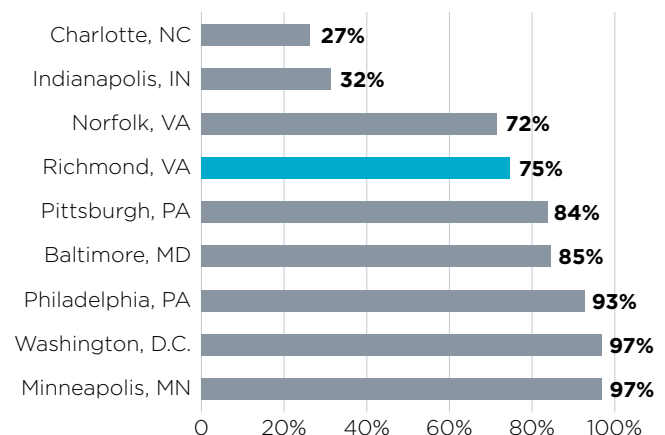 Charlotte, NC 27%
Indianapolis, IN 32%
Norfolk, VA 72%
Richmond, VA 75%
Pittsburgh, PA 84%
Baltimore, MD 85%
Philadelphia, PA 93%
Washington, D.C. 97%
Minneapolis, MN 97%
0 20% 40% 60% 80% 100%